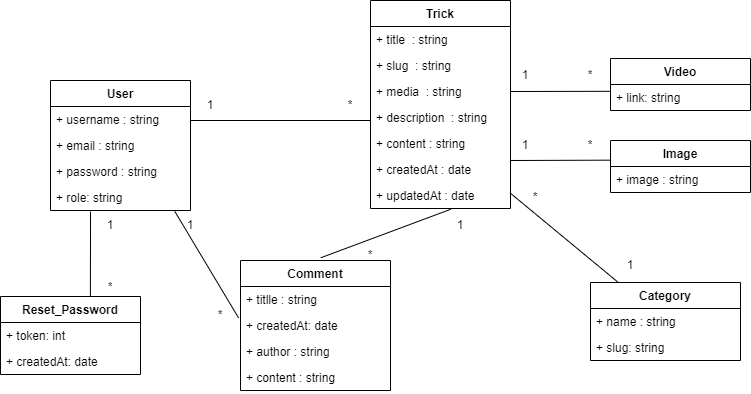 Trick
+ title  : string
+ slug  : string
+ media  : string
+ description  : string
+ content : string
+ createdAt : date
+ updatedAt : date
Video
+ link: string
Image
+ image : string
User
+ username : string
+ email : string
+ password : string
+ role: string
Comment
+ titlle : string
+ createdAt: date
+ author : string
+ content : string
Category
+ name : string
+ slug: string
Reset_Password
+ token: int
+ createdAt: date
1
*
1
*
1
*
*
1
1
*
1
*
1
*